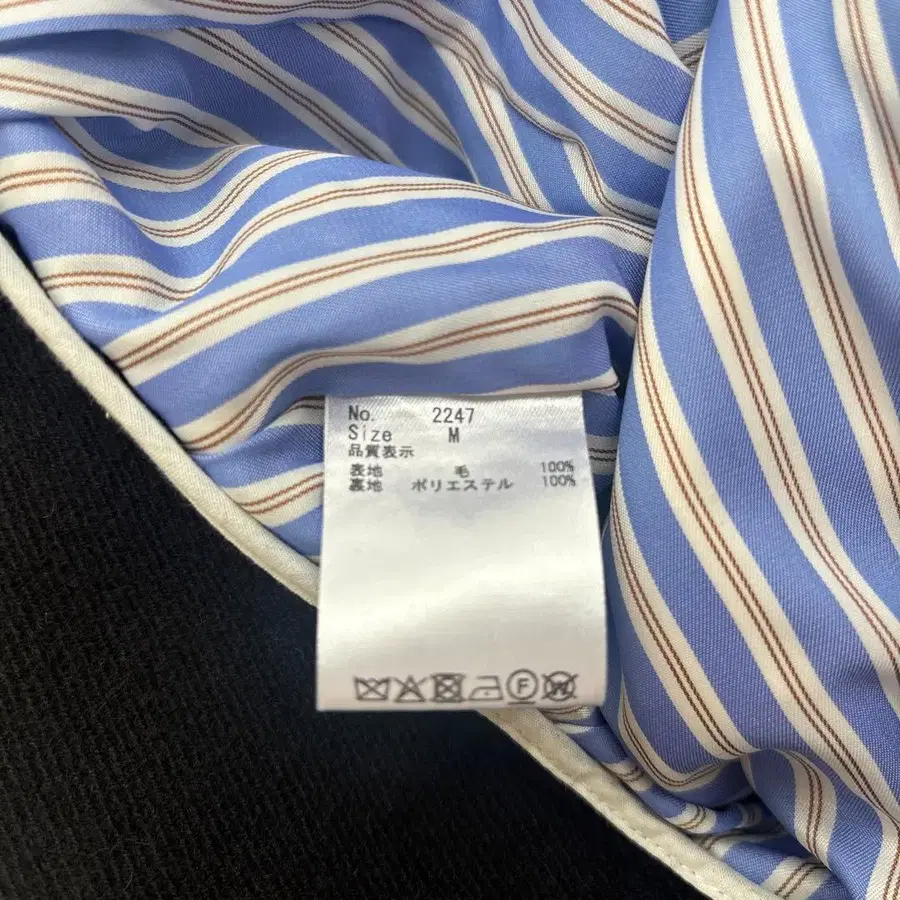 No. 2247
Size M
品質表示
表地 毛 100%
裏地 ポリエステル 100%
F W